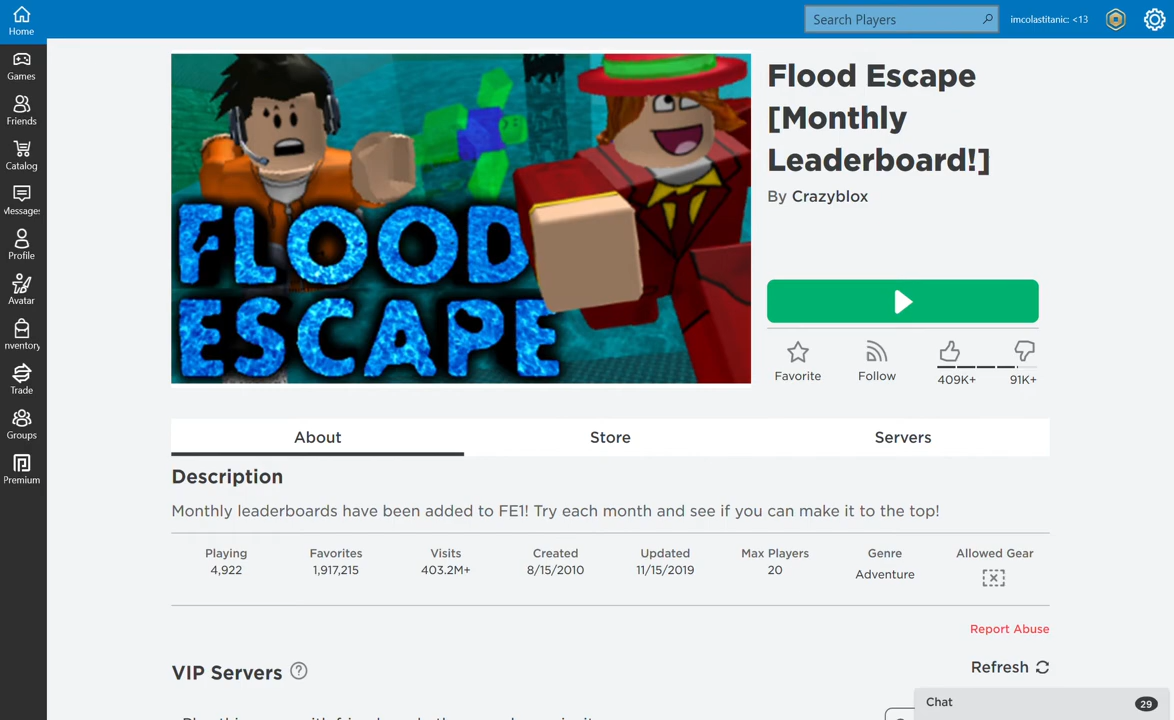 Home
Search Players
imcolastitanic: <13
Games
Friends
Catalog
Messages
Profile
Avatar
nventory
Trade
Groups
Premium
FLOOD
ESCAPE
Flood Escape
[Monthly
Leaderboard!]
By Crazyblox
Favorite
Follow
409K+
91K+
About
Store
Servers
Description
Monthly leaderboards have been added to FE1! Try each month and see if you can make it to the top!
Playing
4,922
Favorites
1,917,215
Visits
403.2M+
Created
8/15/2010
Updated
11/15/2019
Max Players
20
Genre
Adventure
Allowed Gear
Report Abuse
VIP Servers
Refresh
Chat
29